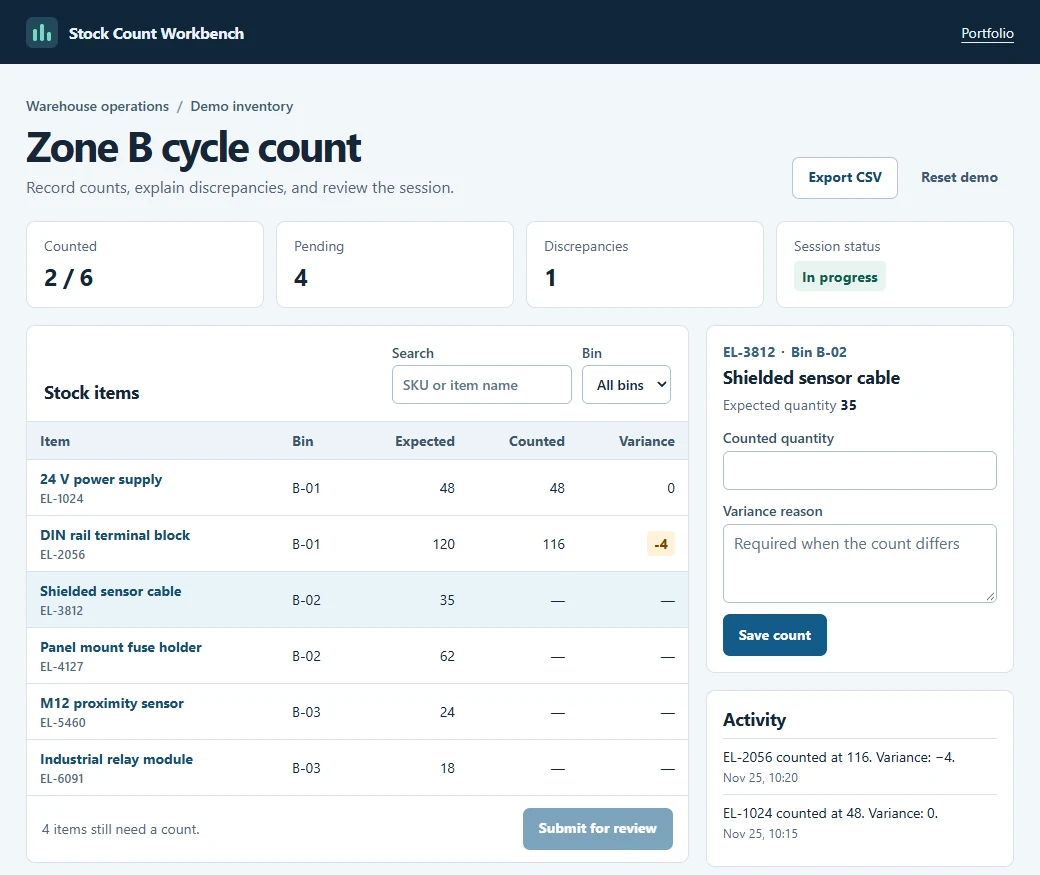 Stock Count Workbench
Portfolio
Warehouse operations / Demo inventory
Zone B cycle count
Record counts, explain discrepancies, and review the session.
Export CSV
Reset demo
Counted
2 / 6
Pending
4
Discrepancies
1
Session status
In progress
Stock items
Search
SKU or item name
Bin
All bins
Item Bin Expected Counted Variance
24 V power supply
EL-1024
B-01 48 48 0
DIN rail terminal block
EL-2056
B-01 120 116 -4
Shielded sensor cable
EL-3812
B-02 35 — —
Panel mount fuse holder
EL-4127
B-02 62 — —
M12 proximity sensor
EL-5460
B-03 24 — —
Industrial relay module
EL-6091
B-03 18 — —
4 items still need a count.
Submit for review
EL-3812 · Bin B-02
Shielded sensor cable
Expected quantity 35
Counted quantity
Variance reason
Required when the count differs
Save count
Activity
EL-2056 counted at 116. Variance: −4.
Nov 25, 10:20
EL-1024 counted at 48. Variance: 0.
Nov 25, 10:15